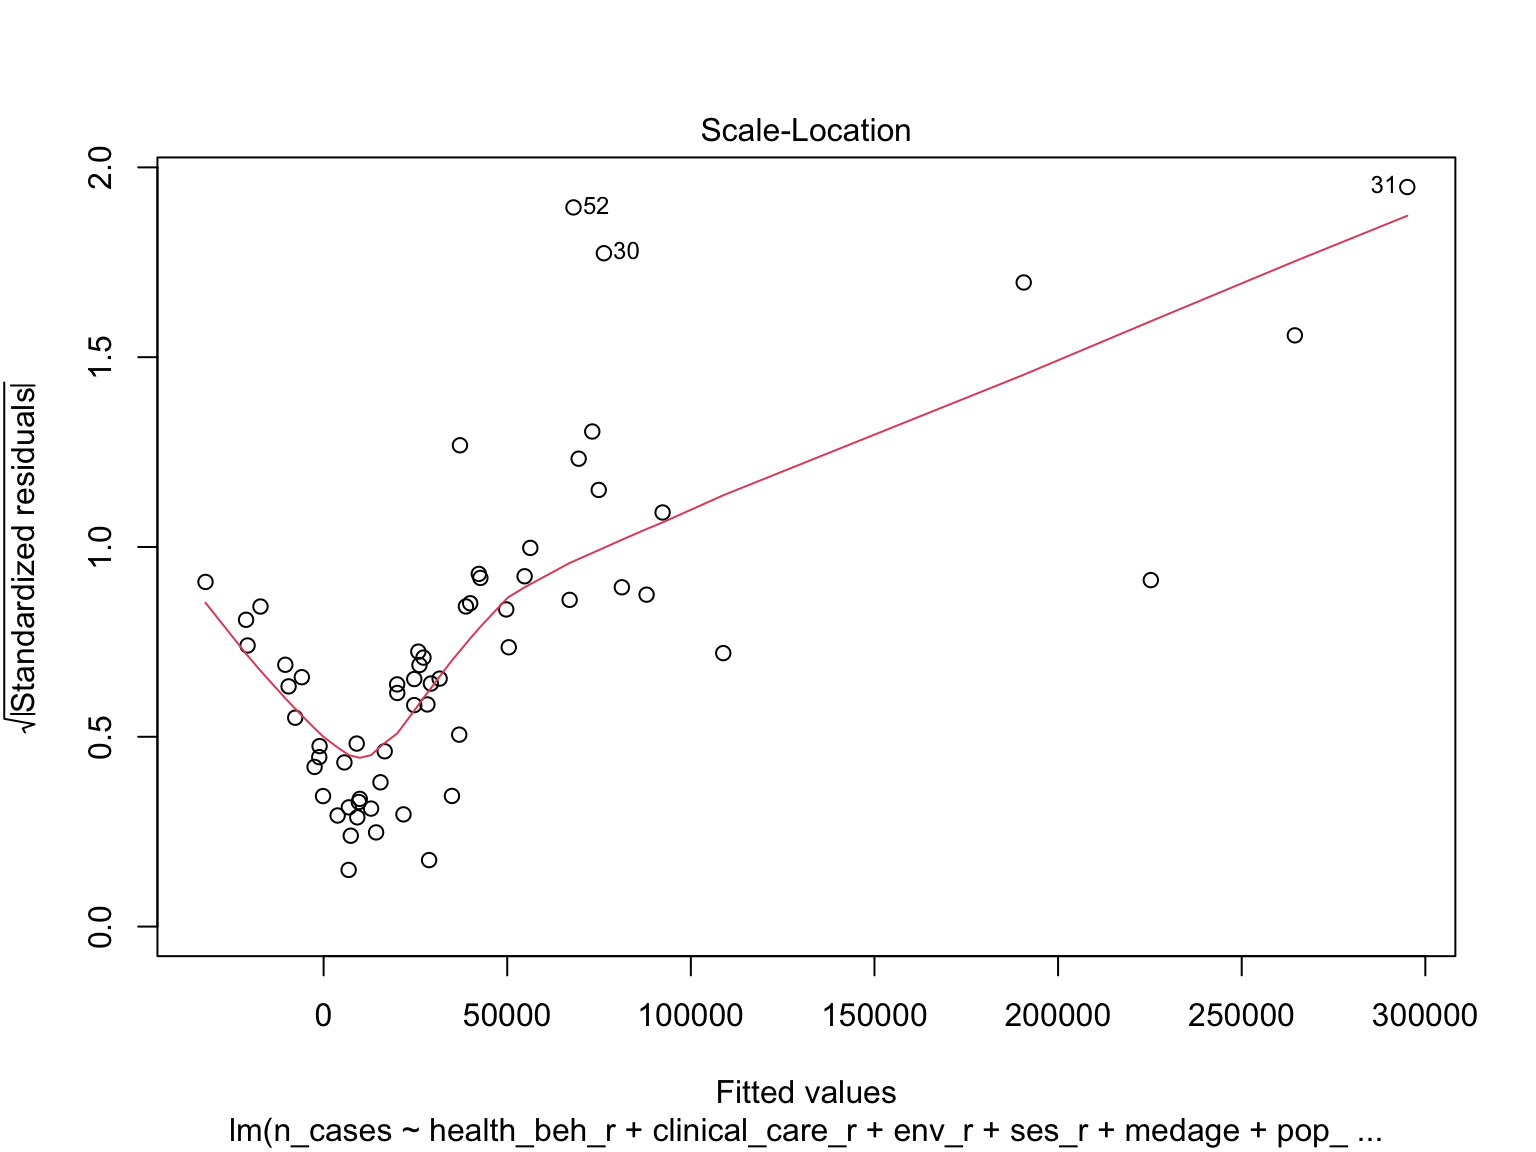 Scale-Location
2.0
1.5
1.0
0.5
0.0
√|Standardized residuals|
52
30
31
0 50000 100000 150000 200000 250000 300000
Fitted values
lm(n_cases ~ health_beh_r + clinical_care_r + env_r + ses_r + medage + pop_ ...